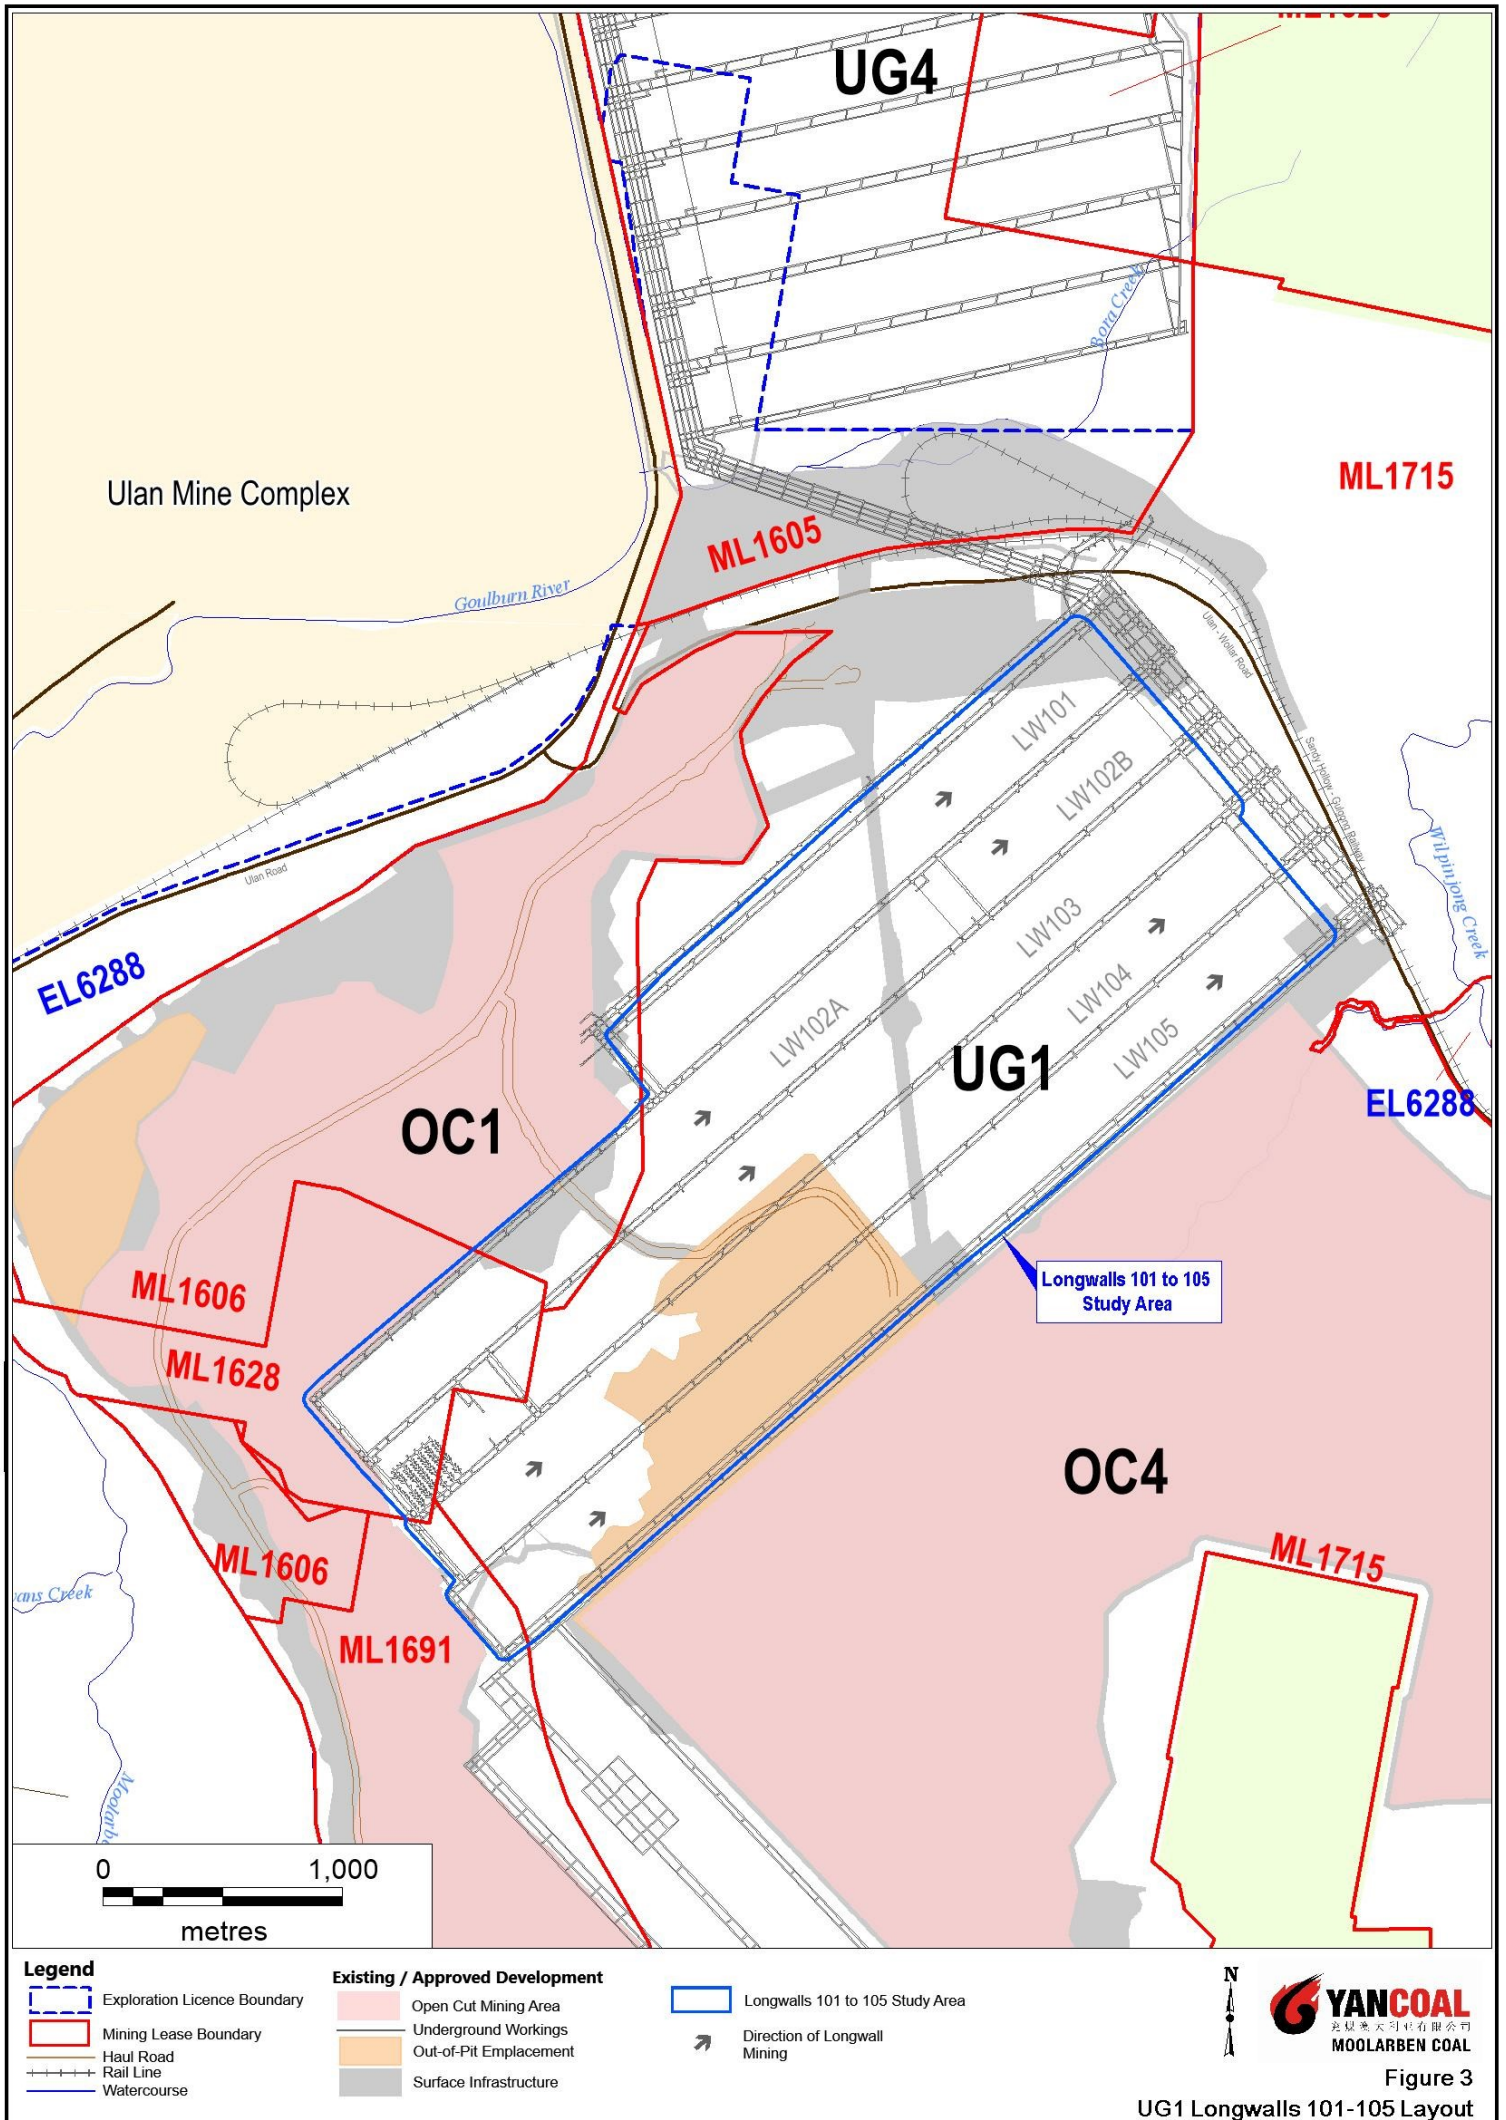 UG4
Bora Creek
Ulan Mine Complex
ML1715
ML1605
Goulburn River
Ulan - Wollar Road
LW101
LW102B
Sandy Hollow - Gulgong Railway
Wilpinjong Creek
Ulan Road
LW103
EL6288
LW104
LW102A
LW105
UG1
EL6288
OC1
Longwalls 101 to 105
Study Area
ML1606
ML1628
OC4
ML1715
ML1606
ML1691
Creek
0 1,000
metres
Legend
Exploration Licence Boundary
Mining Lease Boundary
Haul Road
Rail Line
Watercourse
Existing / Approved Development
Open Cut Mining Area
Underground Workings
Out-of-Pit Emplacement
Surface Infrastructure
Longwalls 101 to 105 Study Area
Direction of Longwall
Mining
N
YANCOAL
MOOLARBEN COAL
Figure 3
UG1 Longwalls 101-105 Layout